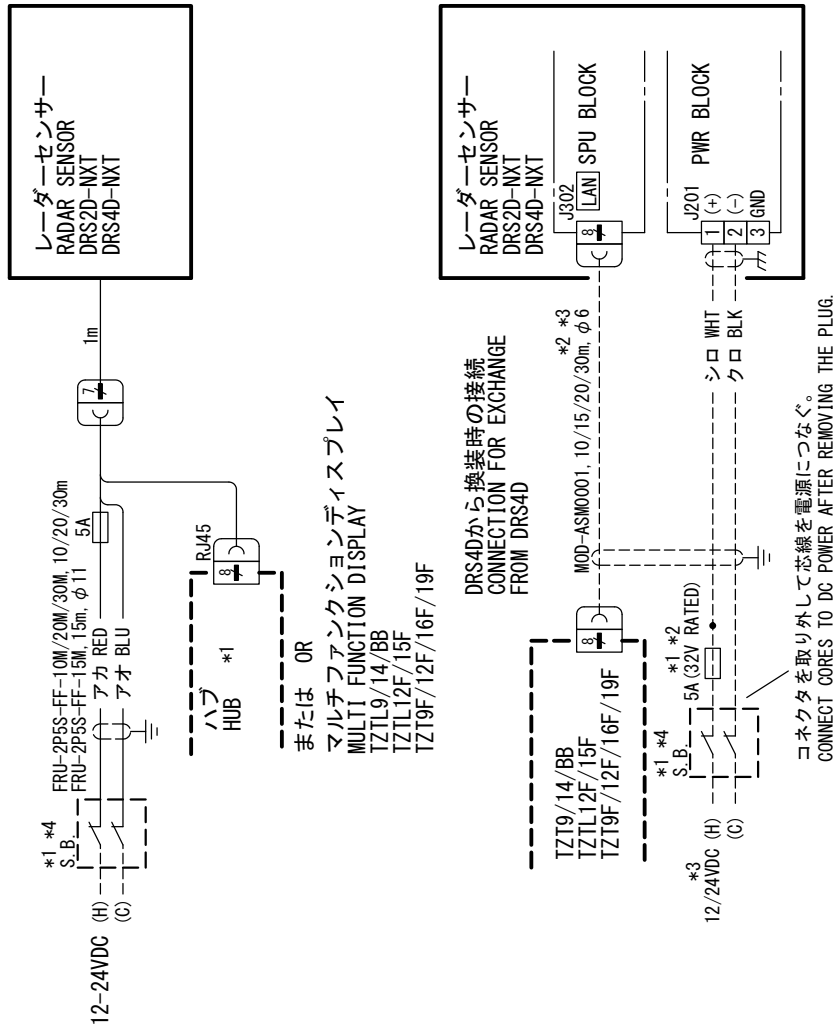 レーダーセンサー
RADAR SENSOR
DRS2D-NXT
DRS4D-NXT
1m
7
FRU-2P5S-FF-10M/20M/30M, 10/20/30m
FRU-2P5S-FF-15M, 15m, φ11
5A
アカ RED
アオ BLU
*1 *4
S.B.
12-24VDC (H)
(C)
RJ45
8
ハブ
HUB *1
または OR
マルチファンクションディスプレイ
MULTI FUNCTION DISPLAY
TZTL9/14/BB
TZTL12F/15F
TZT9F/12F/16F/19F
レーダーセンサー
RADAR SENSOR
DRS2D-NXT
DRS4D-NXT
J302
LAN
SPU BLOCK
8
PWR BLOCK
J201
1 (+)
2 (-)
3 GND
DRS4Dから換装時の接続
CONNECTION FOR EXCHANGE
FROM DRS4D
*2 *3
MOD-ASM0001, 10/15/20/30m, φ6
8
TZT9/14/BB
TZTL12F/15F
TZT9F/12F/16F/19F
シロ WHT
クロ BLK
*1 *2
5A (32V RATED)
*1 *4
S.B.
*3
12/24VDC (H)
(C)
コネクタを取り外して芯線を電源につなぐ。
CONNECT CORES TO DC POWER AFTER REMOVING THE PLUG.